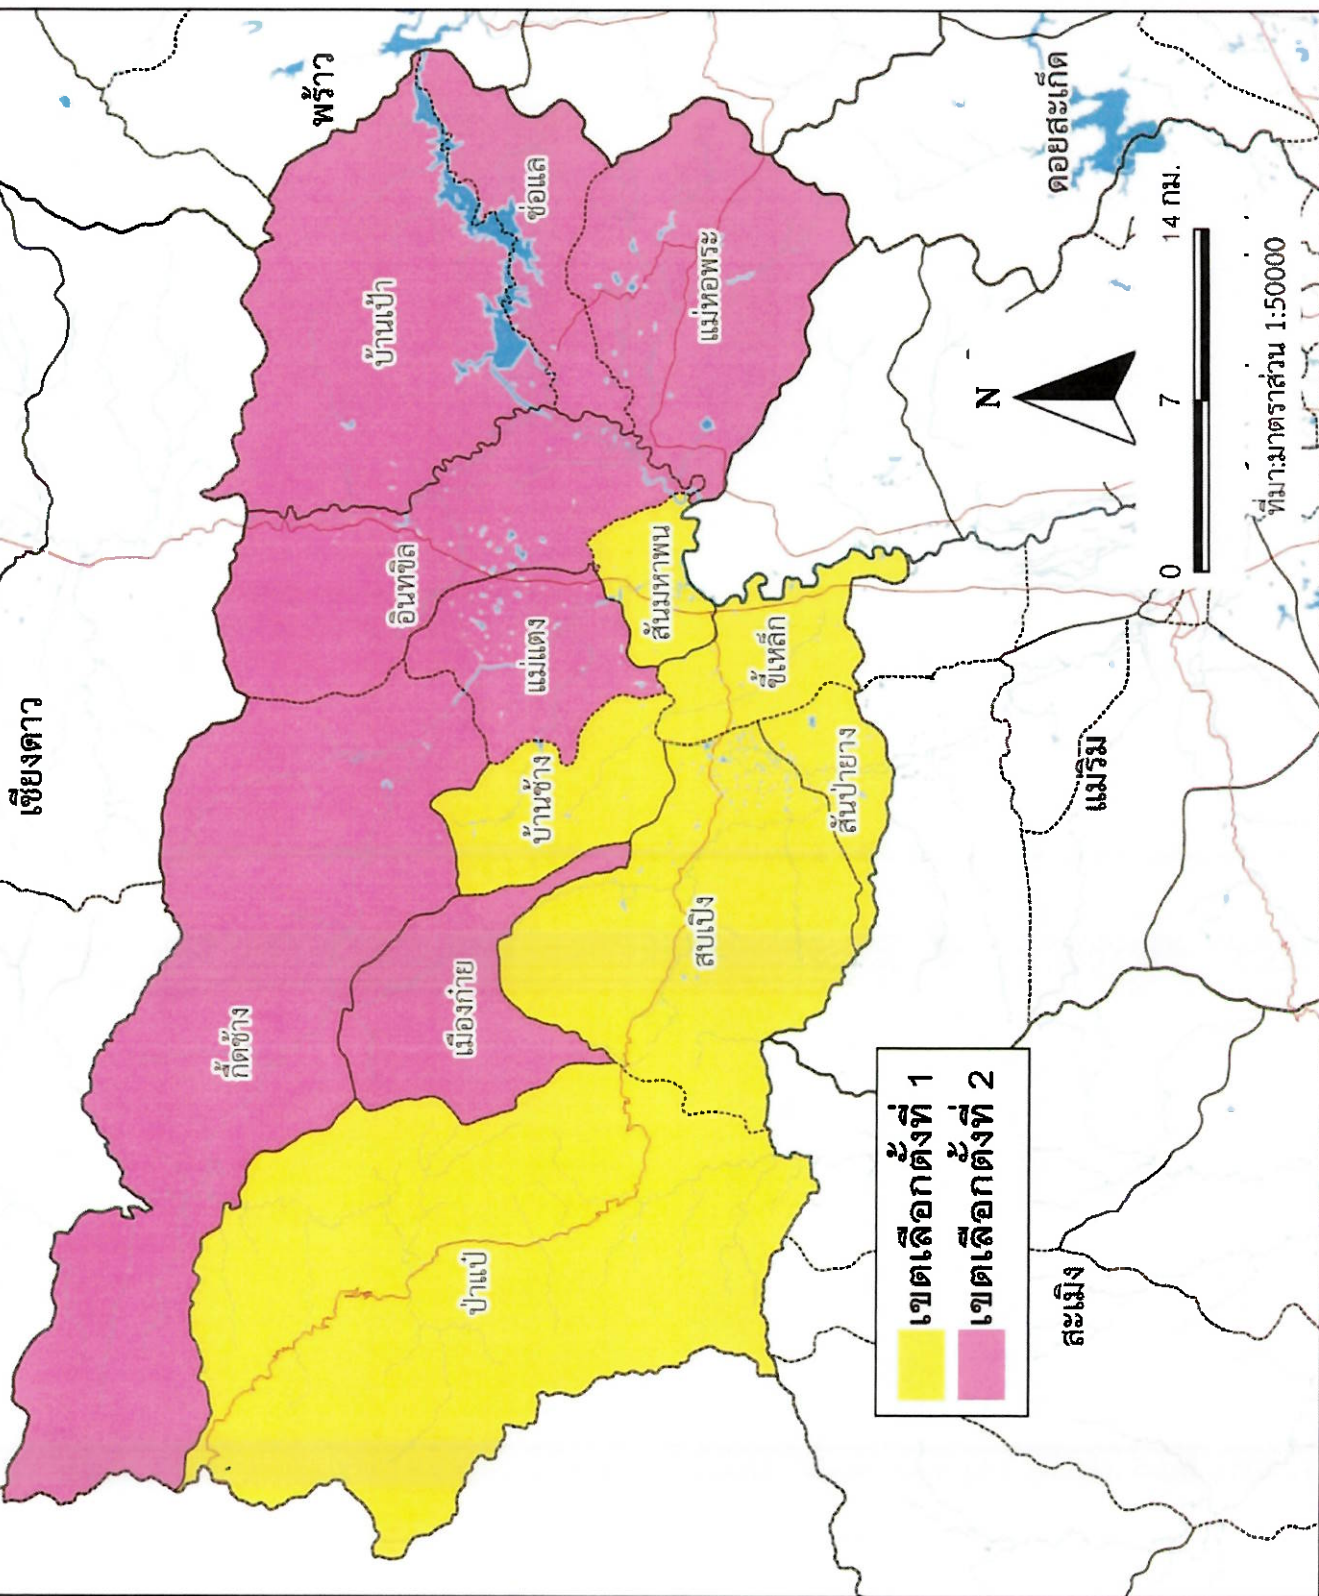 เชียงดาว
พร้าว
บ้านเป้า
ช่อแล
กื้ดช้าง
อินทขิล
แม่หอพระ
เมืองก๋าย
บ้านช้าง
แม่แตง
สันมหาพน
ป่าแป๋
สบเปิง
ขี้เหล็ก
สันป่ายาง
ดอยสะเก็ด
แม่ริม
สะเมิง
เขตเลือกตั้งที่ 1
เขตเลือกตั้งที่ 2
N
0 7 14 กม.
ที่มา:มาตราส่วน 1:50000